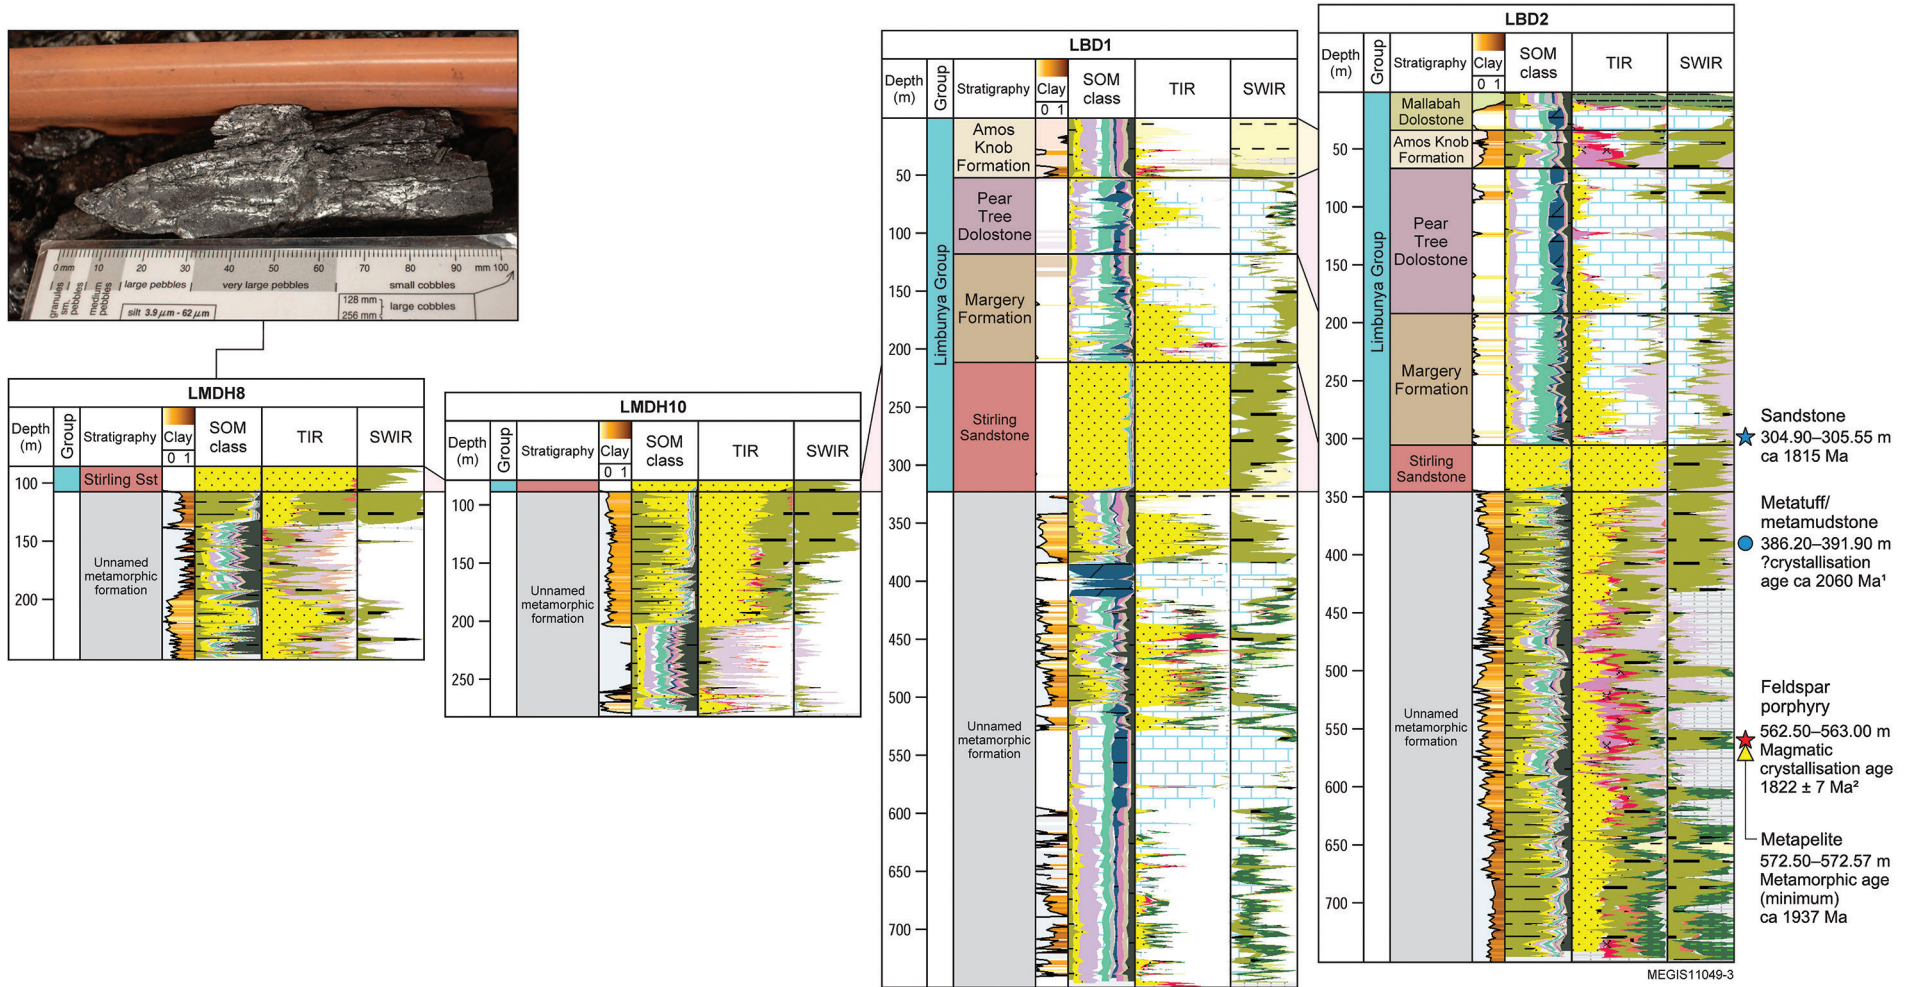 0 mm 10 20 30 40 50 60 70 80 90 mm 100
granules
sm. pebbles
medium pebbles
large pebbles
very large pebbles
small cobbles
silt 3.9 μm - 62 μm
128 mm
256 mm
large cobbles
LMDH8
Depth (m)
Group
Stratigraphy
Clay
0 1
SOM class
TIR
SWIR
100
150
200
Stirling Sst
Unnamed
metamorphic
formation
LMDH10
Depth (m)
Group
Stratigraphy
Clay
0 1
SOM class
TIR
SWIR
100
150
200
250
Unnamed
metamorphic
formation
LBD1
Depth (m)
Group
Stratigraphy
Clay
0 1
SOM class
TIR
SWIR
50
100
150
200
250
300
350
400
450
500
550
600
650
700
Limbunya Group
Amos
Knob
Formation
Pear
Tree
Dolostone
Margery
Formation
Stirling
Sandstone
Unnamed
metamorphic
formation
LBD2
Depth (m)
Group
Stratigraphy
Clay
0 1
SOM class
TIR
SWIR
50
100
150
200
250
300
350
400
450
500
550
600
650
700
Limbunya Group
Mallabah
Dolostone
Amos Knob
Formation
Pear
Tree
Dolostone
Margery
Formation
Stirling
Sandstone
Unnamed
metamorphic
formation
Sandstone
304.90–305.55 m
ca 1815 Ma
Metatuff/
metamudstone
386.20–391.90 m
?crystallisation
age ca 2060 Ma¹
Feldspar
porphyry
562.50–563.00 m
Magmatic
crystallisation age
1822 ± 7 Ma²
Metapelite
572.50–572.57 m
Metamorphic age
(minimum)
ca 1937 Ma
MEGIS11049-3